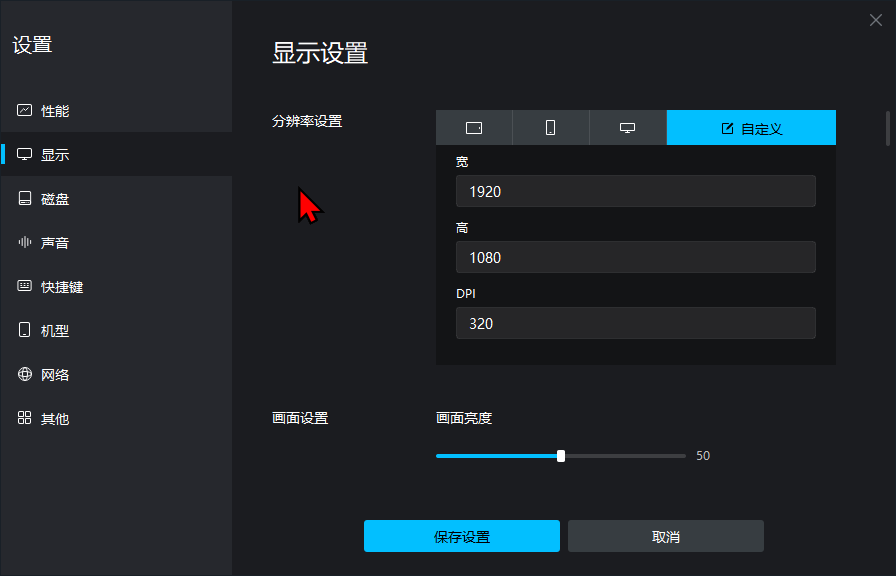 设置
性能
显示
磁盘
声音
快捷键
机型
网络
其他
显示设置
分辨率设置
自定义
宽
1920
高
1080
DPI
320
画面设置
画面亮度
50
保存设置
取消